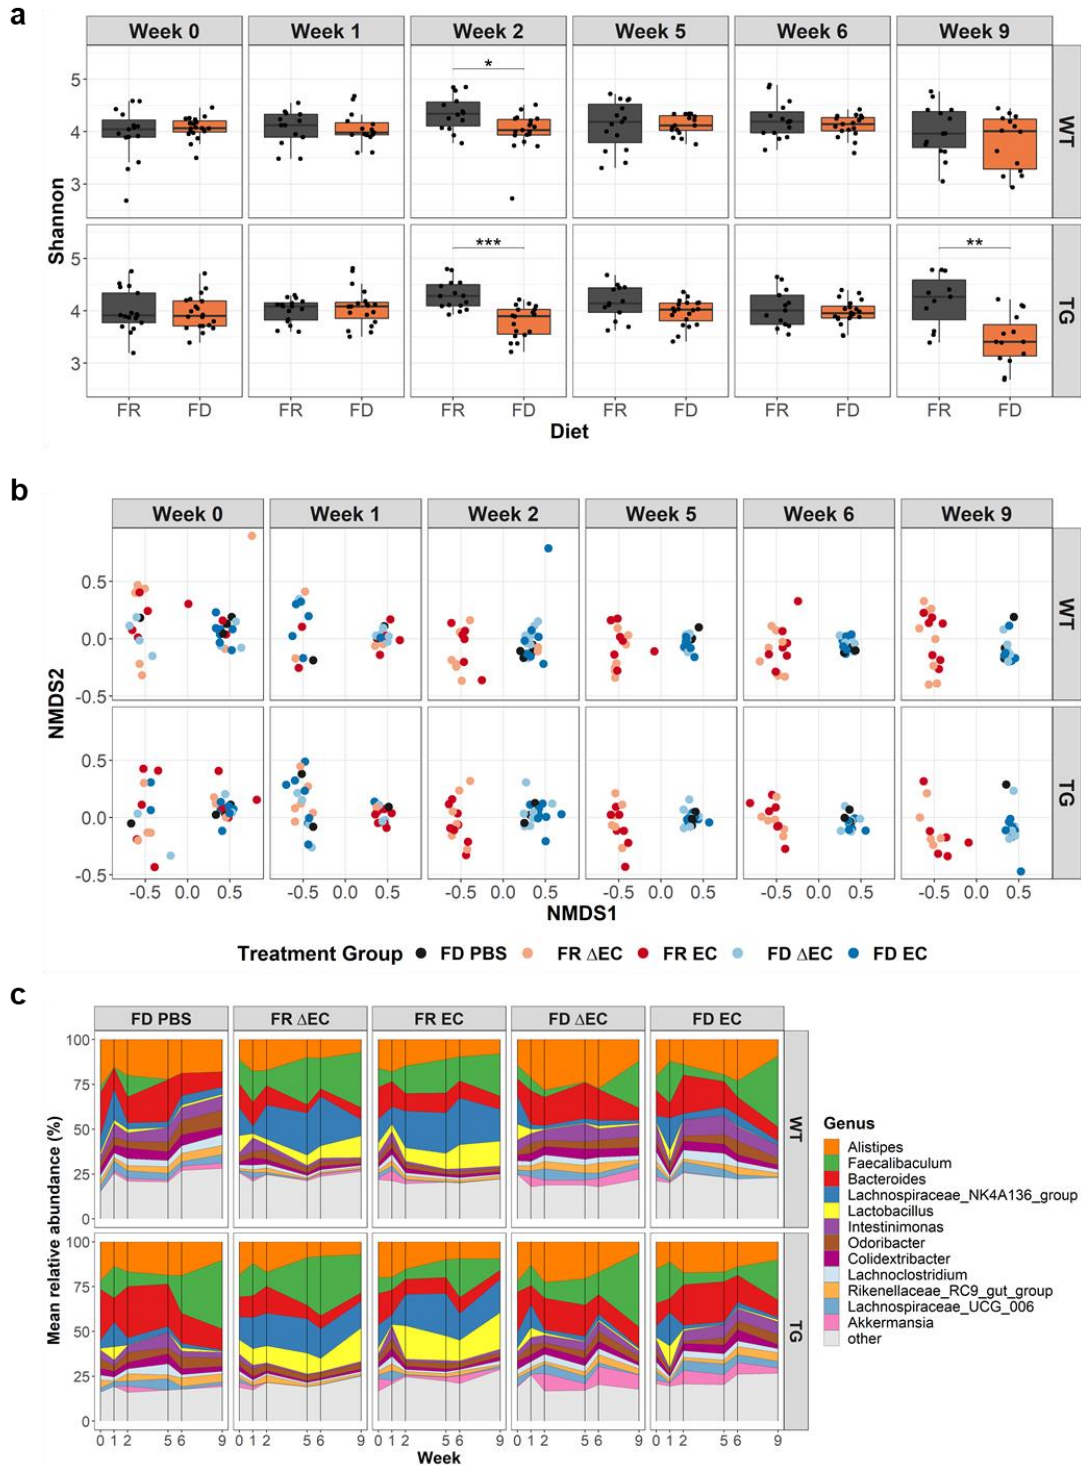 a
Week 0 Week 1 Week 2 Week 5 Week 6 Week 9
*
5
4
3
WT
Shannon
*** **
5
4
3
TG
FR FD FR FD FR FD FR FD FR FD FR FD
Diet
b
Week 0 Week 1 Week 2 Week 5 Week 6 Week 9
0.5
0.0
-0.5
WT
NMDS2
0.5
0.0
-0.5
TG
-0.5 0.0 0.5 -0.5 0.0 0.5 -0.5 0.0 0.5 -0.5 0.0 0.5 -0.5 0.0 0.5 -0.5 0.0 0.5
NMDS1
Treatment Group FD PBS FR ΔEC FR EC FD ΔEC FD EC
c
FD PBS FR ΔEC FR EC FD ΔEC FD EC
100
75
50
25
0
WT
Mean relative abundance (%)
100
75
50
25
0
TG
0 1 2 5 6 9 0 1 2 5 6 9 0 1 2 5 6 9 0 1 2 5 6 9 0 1 2 5 6 9
Week
Genus
Alistipes
Faecalibaculum
Bacteroides
Lachnospiraceae_NK4A136_group
Lactobacillus
Intestinimonas
Odoribacter
Colidextribacter
Lachnoclostridium
Rikenellaceae_RC9_gut_group
Lachnospiraceae_UCG_006
Akkermansia
other